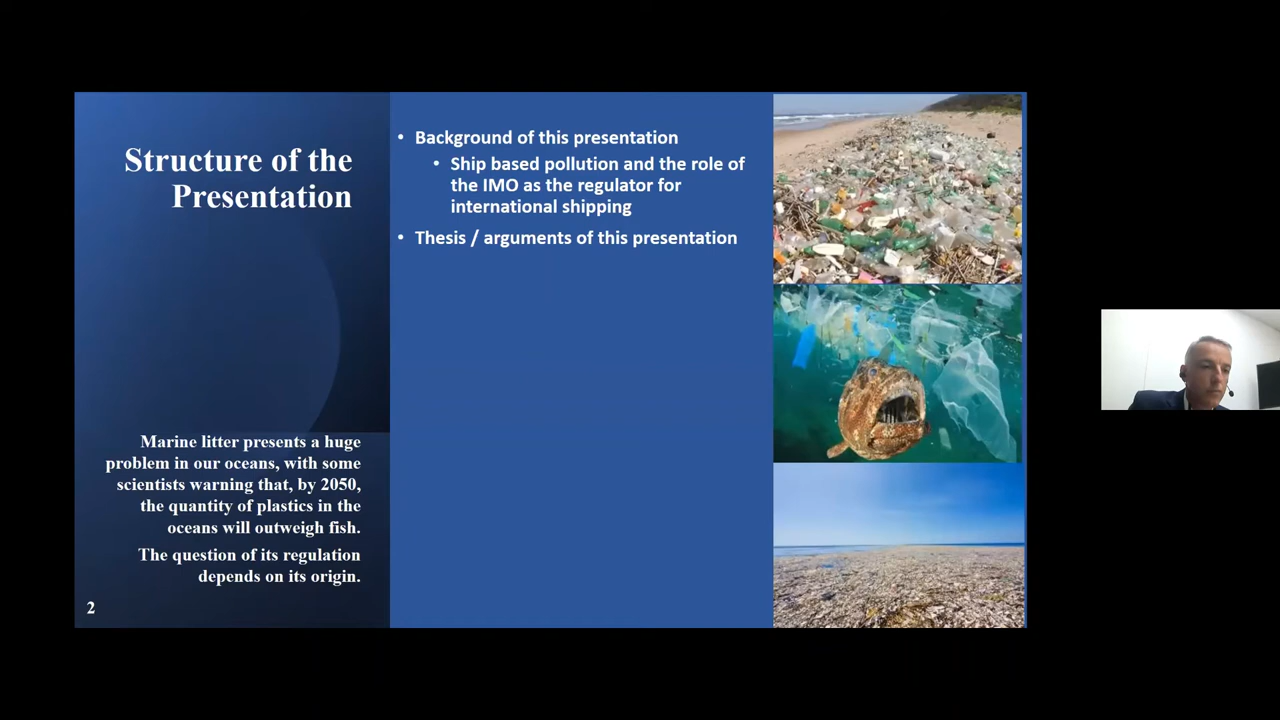 Structure of the
Presentation
Marine litter presents a huge
problem in our oceans, with some
scientists warning that, by 2050,
the quantity of plastics in the
oceans will outweigh fish.
The question of its regulation
depends on its origin.
2
• Background of this presentation
• Ship based pollution and the role of
the IMO as the regulator for
international shipping
• Thesis / arguments of this presentation